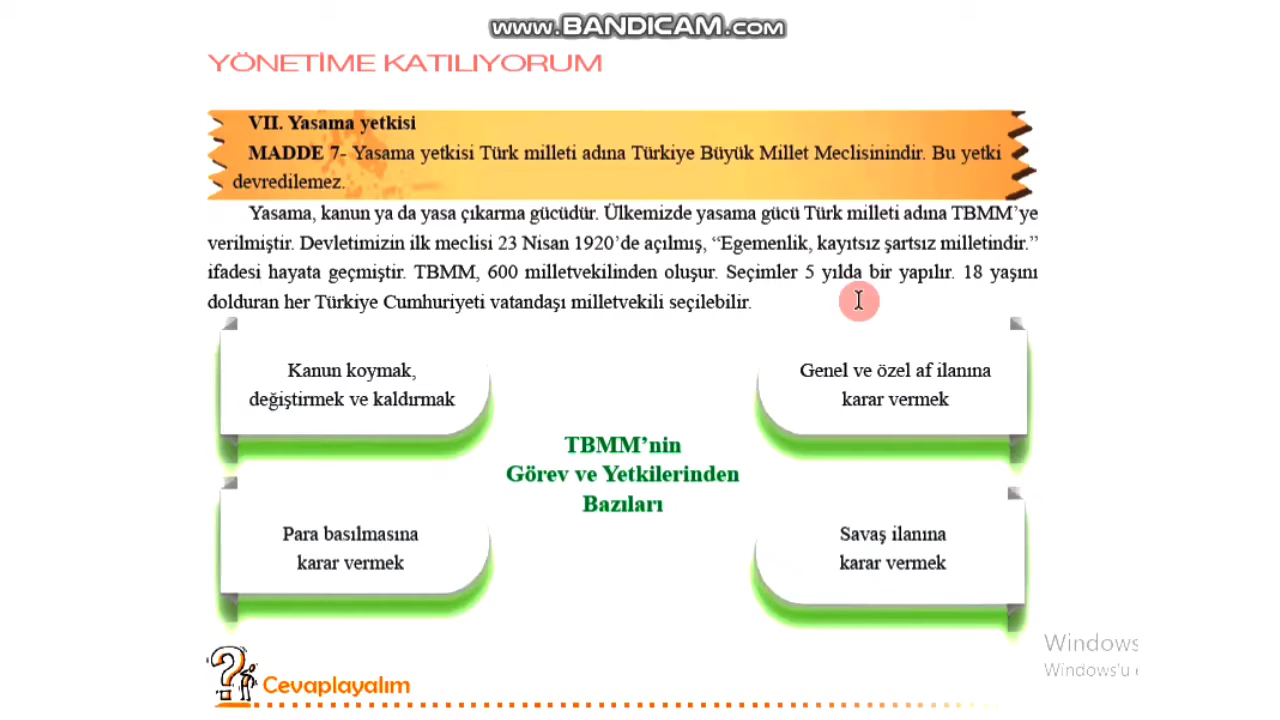 www.BANDICAM.com
YÖNETİME KATILIYORUM
VII. Yasama yetkisi
MADDE 7- Yasama yetkisi Türk milleti adına Türkiye Büyük Millet Meclisinindir. Bu yetki
devredilemez.
Yasama, kanun ya da yasa çıkarma gücüdür. Ülkemizde yasama gücü Türk milleti adına TBMM'ye
verilmiştir. Devletimizin ilk meclisi 23 Nisan 1920'de açılmış, “Egemenlik, kayıtsız şartsız milletindir.”
ifadesi hayata geçmiştir. TBMM, 600 milletvekilinden oluşur. Seçimler 5 yılda bir yapılır. 18 yaşını
dolduran her Türkiye Cumhuriyeti vatandaşı milletvekili seçilebilir.
Kanun koymak,
değiştirmek ve kaldırmak
Genel ve özel af ilanına
karar vermek
TBMM'nin
Görev ve Yetkilerinden
Bazıları
Para basılmasına
karar vermek
Savaş ilanına
karar vermek
Windows
Windows'u
Cevaplayalım